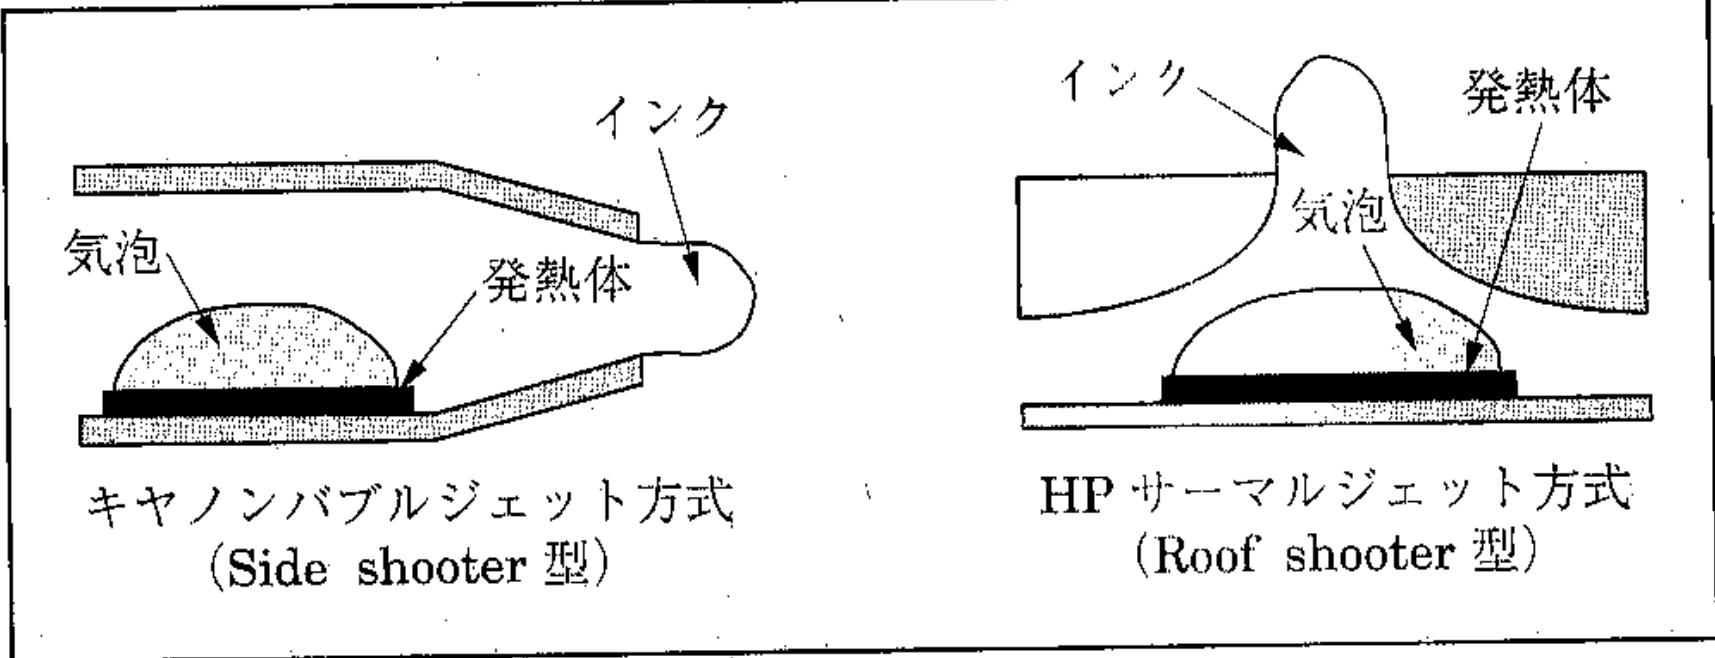 インク
気泡
発熱体
キヤノンバブルジェット方式
(Side shooter 型)
インク
発熱体
気泡
HP サーマルジェット方式
(Roof shooter 型)